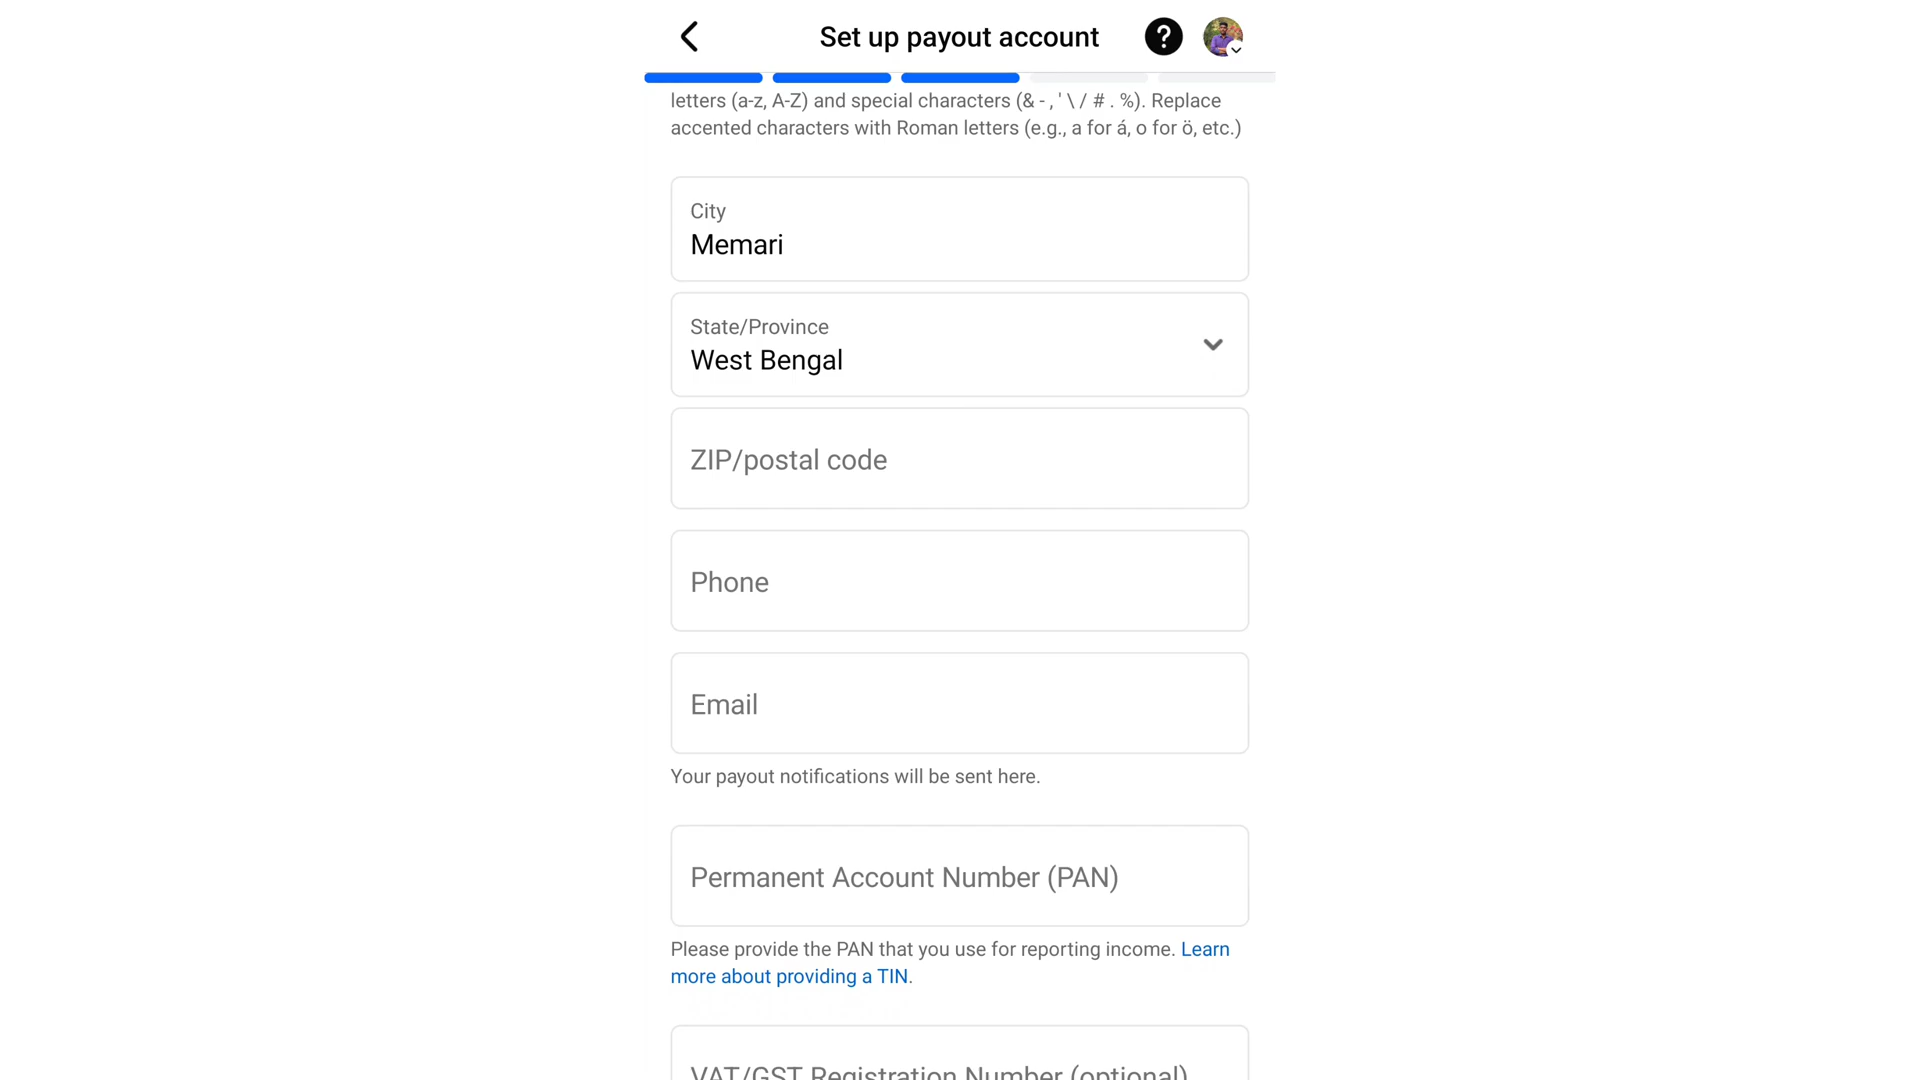 Set up payout account
letters (a-z, A-Z) and special characters (& - , ' \ / # . %). Replace
accented characters with Roman letters (e.g., a for á, o for ö, etc.)
City
Memari
State/Province
West Bengal
ZIP/postal code
Phone
Email
Your payout notifications will be sent here.
Permanent Account Number (PAN)
Please provide the PAN that you use for reporting income. Learn
more about providing a TIN.
VAT/GST Registration Number (optional)